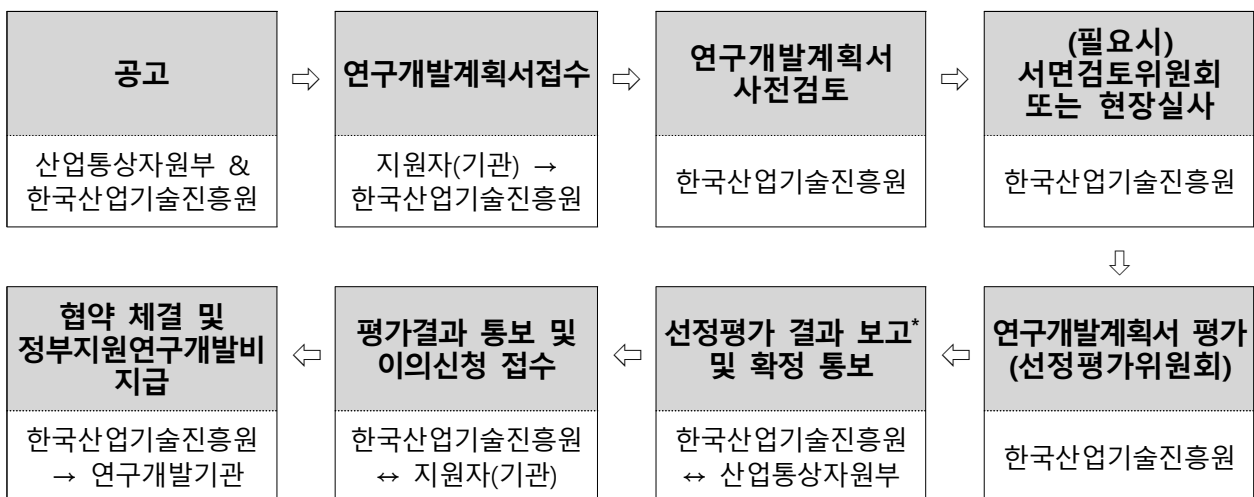 공고
산업통상자원부 &
한국산업기술진흥원
⇨
연구개발계획서접수
지원자(기관) →
한국산업기술진흥원
⇨
연구개발계획서
사전검토
한국산업기술진흥원
⇨
(필요시)
서면검토위원회
또는 현장실사
한국산업기술진흥원
⇩
연구개발계획서 평가
(선정평가위원회)
한국산업기술진흥원
⇦
선정평가 결과 보고*
및 확정 통보
한국산업기술진흥원
↔ 산업통상자원부
⇦
평가결과 통보 및
이의신청 접수
한국산업기술진흥원
↔ 지원자(기관)
⇦
협약 체결 및
정부지원연구개발비
지급
한국산업기술진흥원
→ 연구개발기관